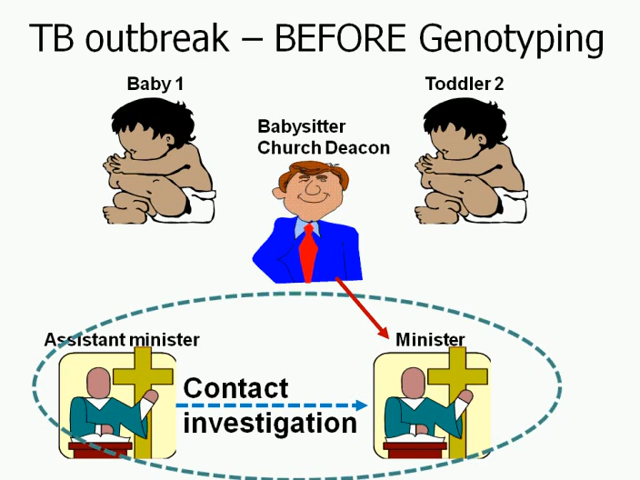 TB outbreak – BEFORE Genotyping
Baby 1
Toddler 2
Babysitter
Church Deacon
Assistant minister
Minister
Contact
investigation